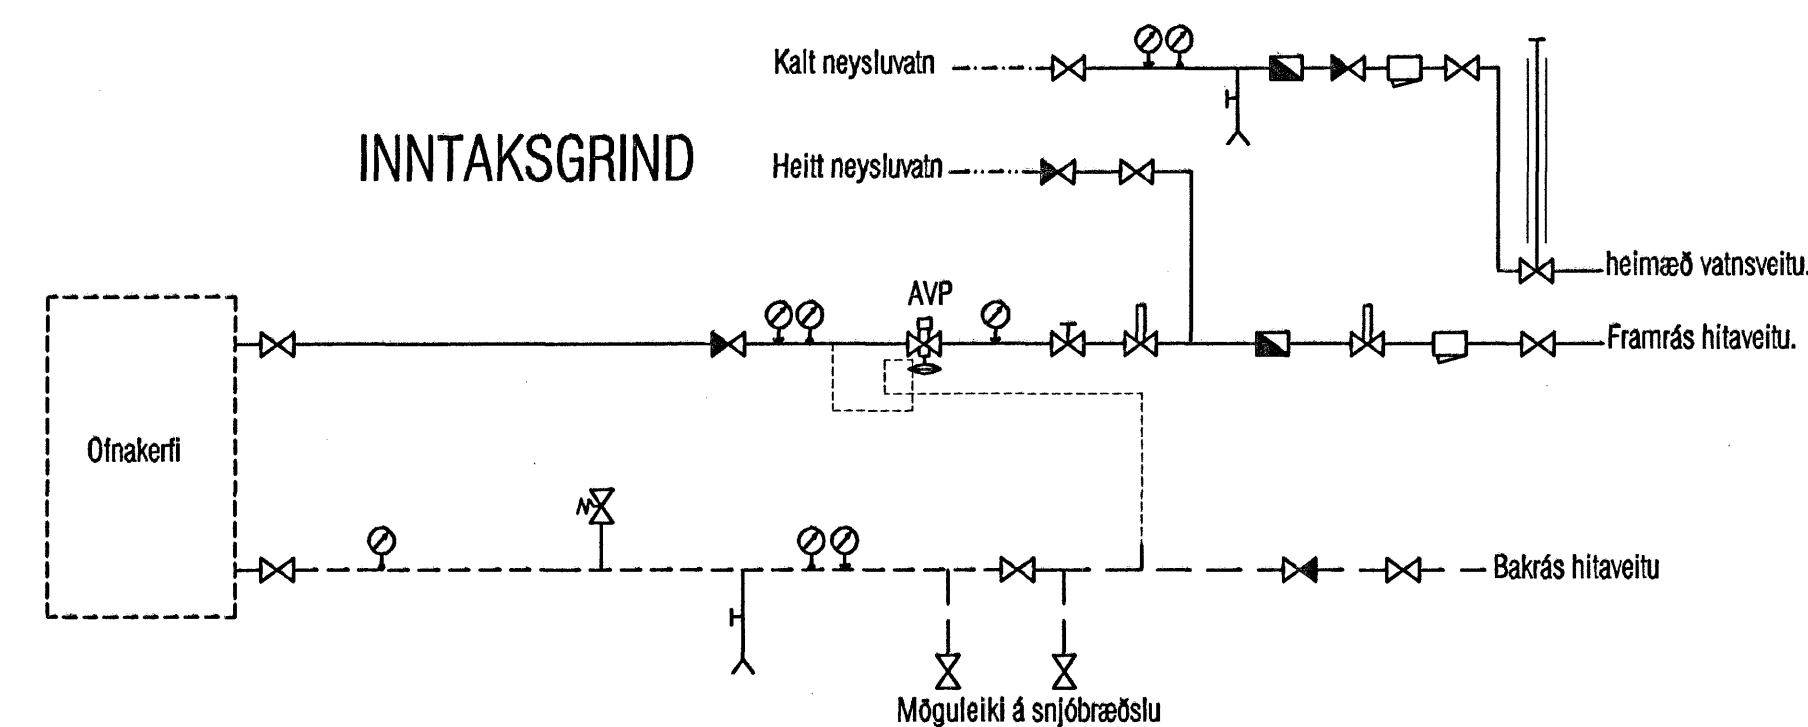 Kalt neysluvatn
INNTAKSGRIND
Heitt neysluvatn
heimæð vatnsveitu.
AVP
Framrás hitaveitu.
Ofnakerfi
Bakrás hitaveitu
Möguleiki á snjóbræðslu